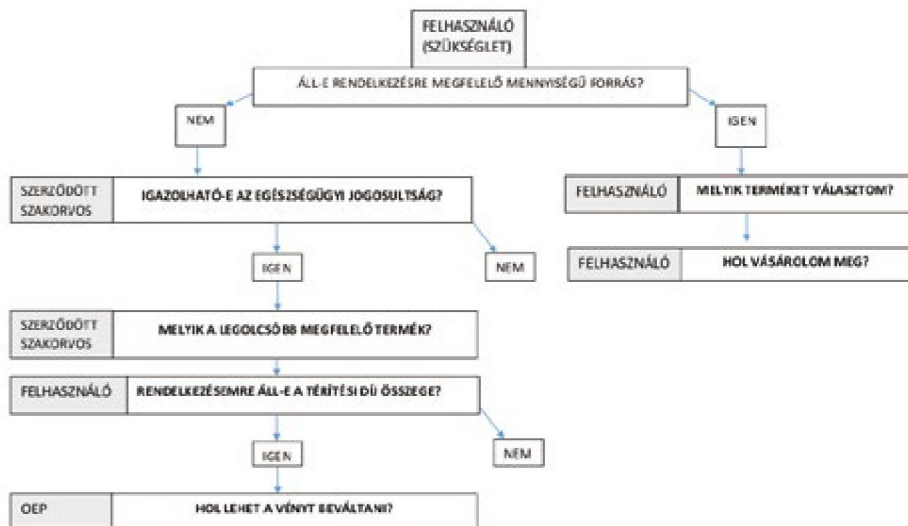 FELHASZNÁLÓ
(SZÜKSÉGLET)
ÁLL-E RENDELKEZÉSRE MEGFELELŐ MENNYISÉGŰ FORRÁS?
NEM
IGEN
SZERZŐDÖTT
SZAKORVOS
IGAZOLHATÓ-E AZ EGÉSZSÉGÜGYI JOGOSULTSÁG?
FELHASZNÁLÓ
MELYIK TERMÉKET VÁLASZTOM?
IGEN
NEM
FELHASZNÁLÓ
HOL VÁSÁROLOM MEG?
SZERZŐDÖTT
SZAKORVOS
MELYIK A LEGOLCSÓBB MEGFELELŐ TERMÉK?
FELHASZNÁLÓ
RENDELKEZÉSEMRE ÁLL-E A TÉRÍTÉSI DÍJ ÖSSZEGE?
IGEN
NEM
OEP
HOL LEHET A VÉNYT BEVÁLTANI?